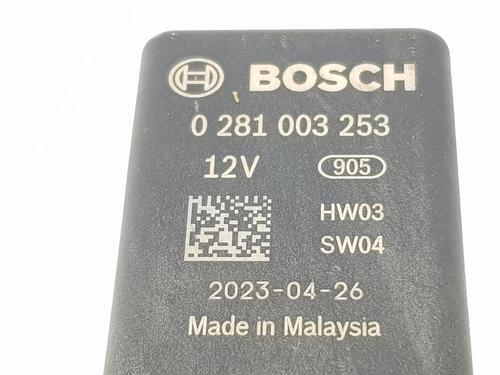 BOSCH
0 281 003 253
12V 905
HW03
SW04
2023-04-26
Made in Malaysia